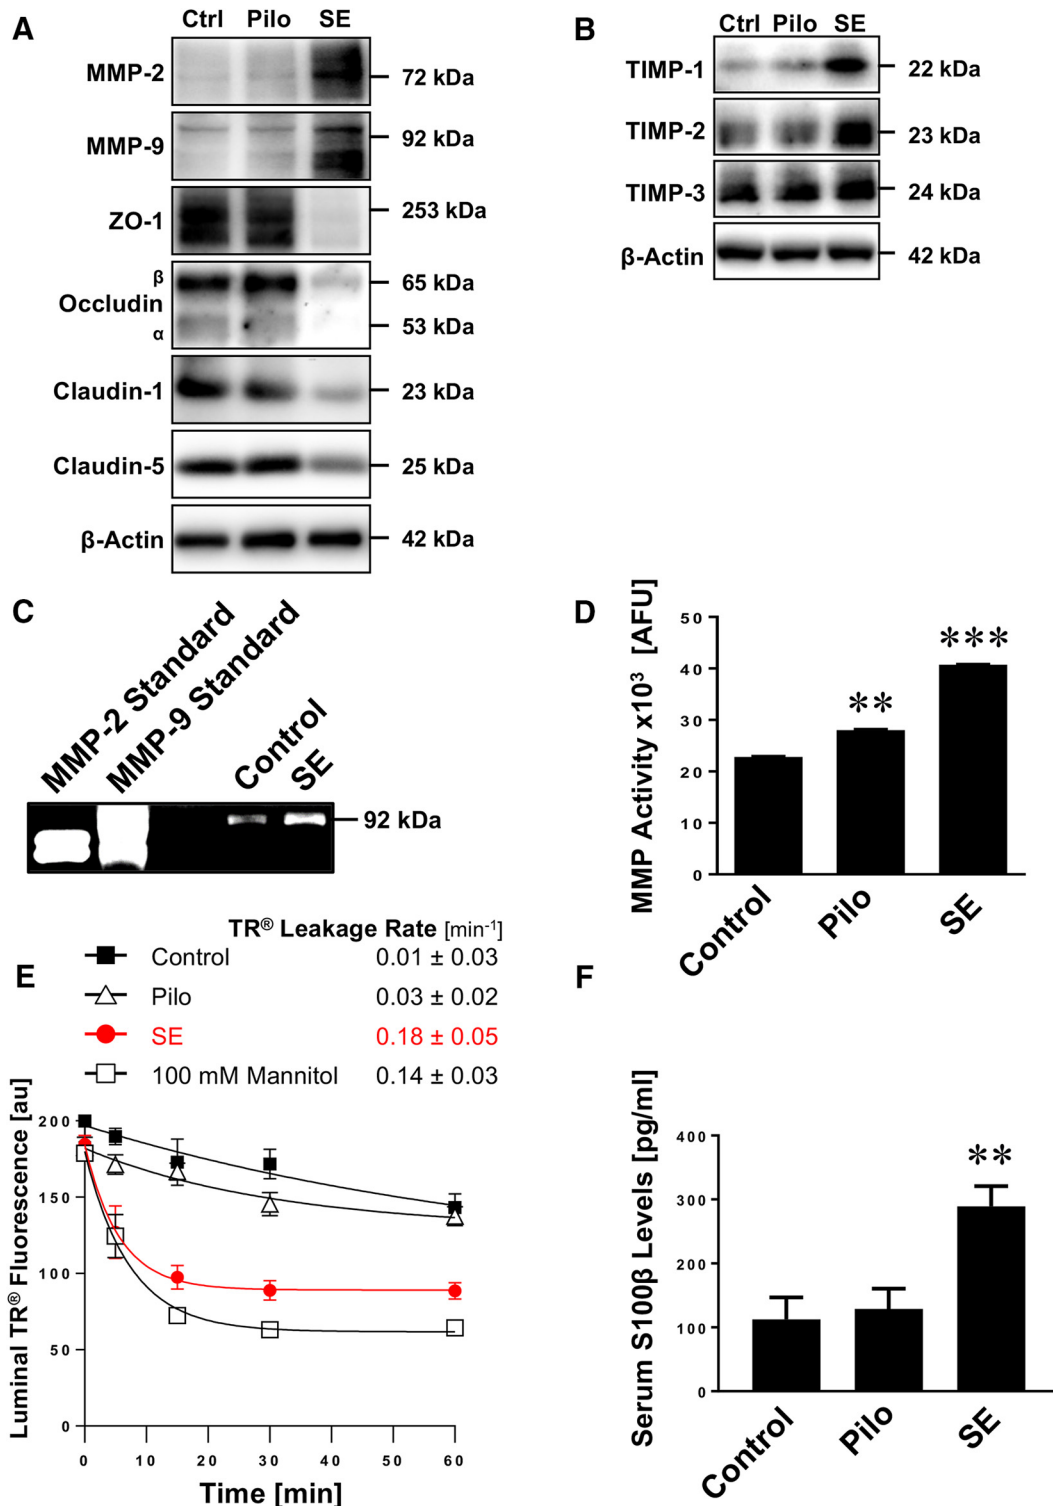 A
Ctrl Pilo SE
MMP-2 72 kDa
MMP-9 92 kDa
ZO-1 253 kDa
β 65 kDa
Occludin
α 53 kDa
Claudin-1 23 kDa
Claudin-5 25 kDa
β-Actin 42 kDa
B
Ctrl Pilo SE
TIMP-1 22 kDa
TIMP-2 23 kDa
TIMP-3 24 kDa
β-Actin 42 kDa
C
MMP-2 Standard
MMP-9 Standard
Control
SE
92 kDa
D
MMP Activity x10³ [AFU]
50
40
30
20
10
0
**
***
Control
Pilo
SE
E
TR® Leakage Rate [min⁻¹]
Control 0.01 ± 0.03
Pilo 0.03 ± 0.02
SE 0.18 ± 0.05
100 mM Mannitol 0.14 ± 0.03
Luminal TR® Fluorescence [au]
200
150
100
50
0
0 10 20 30 40 50 60
Time [min]
F
Serum S100β Levels [pg/ml]
400
300
200
100
0
**
Control
Pilo
SE